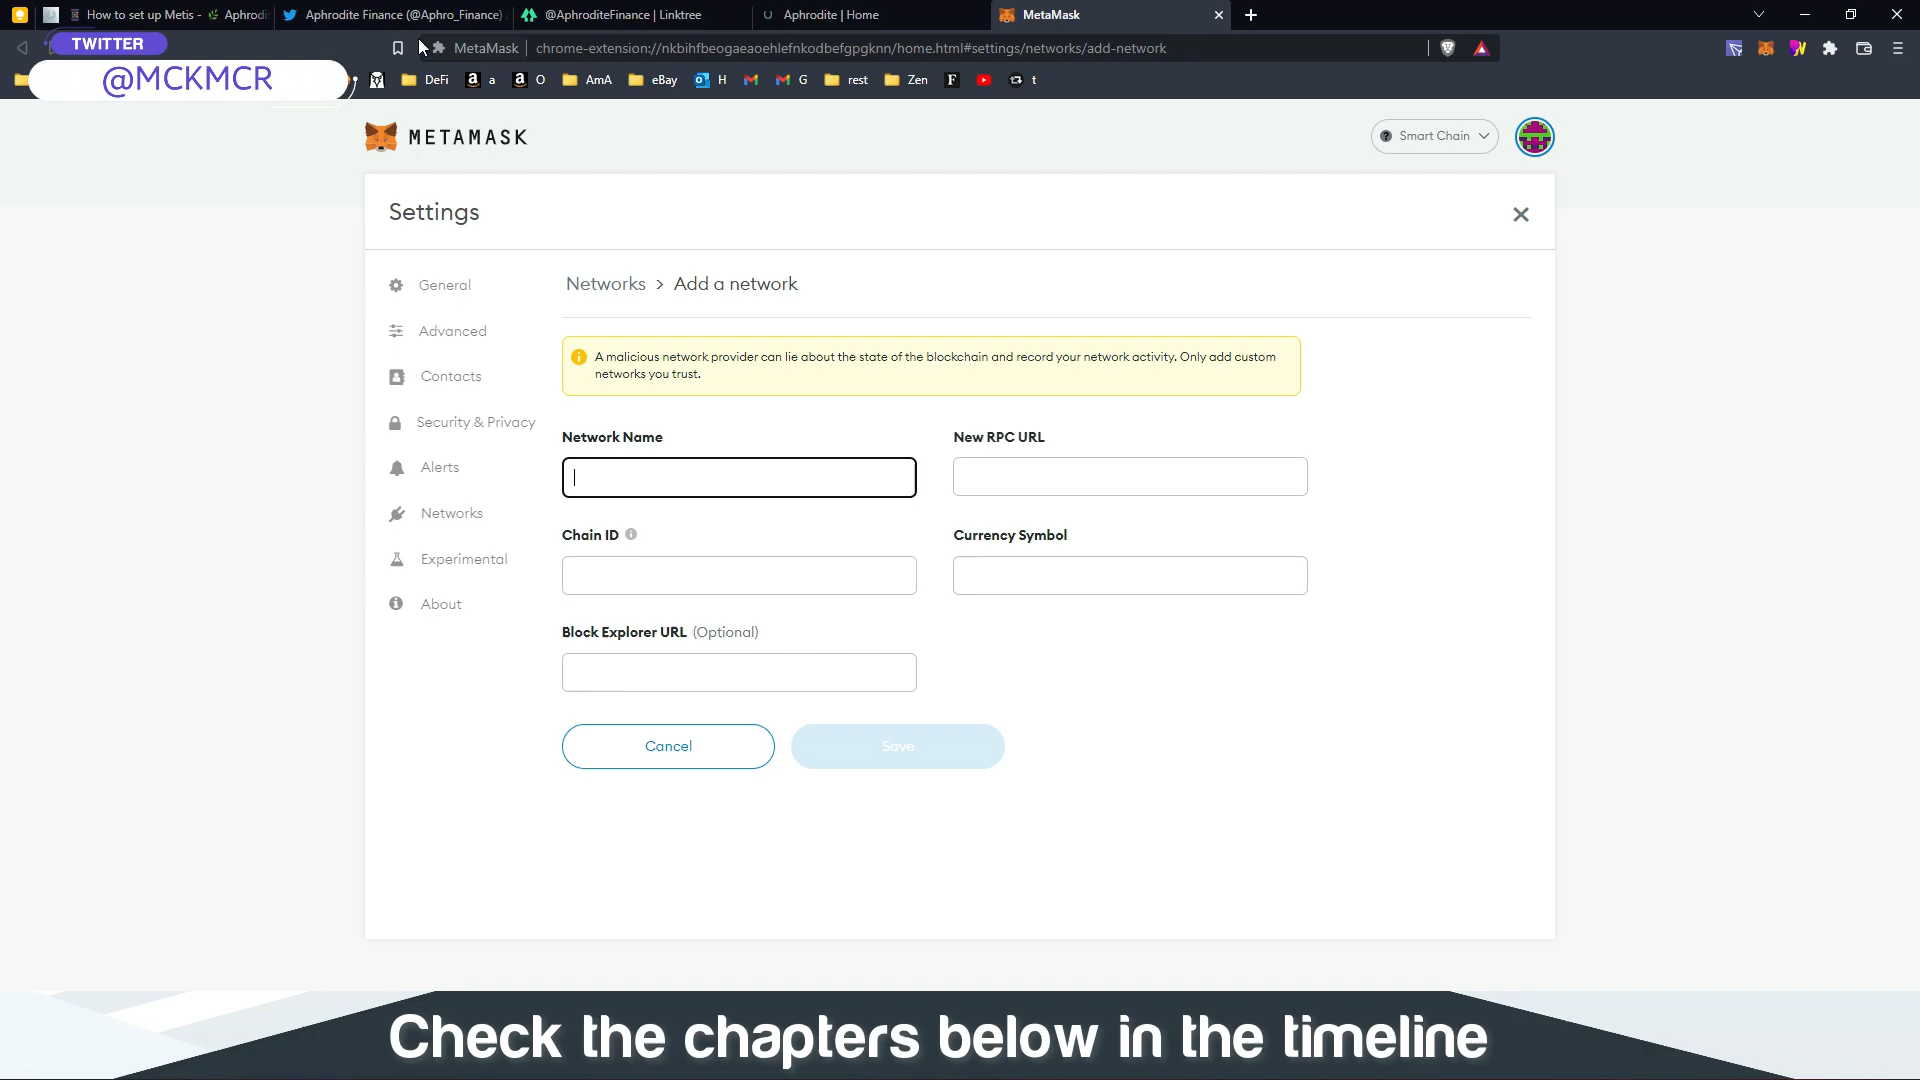 How to set up Metis -
Aphrodi
Aphrodite Finance (@Aphro_Finance)
@AphroditeFinance | Linktree
Aphrodite | Home
MetaMask
TWITTER
@MCKMCR
MetaMask
chrome-extension://nkbihfbeogaeaoehlefnkodbefgpgknn/home.html#settings/networks/add-network
DeFi
a
O
AmA
eBay
H
G
rest
Zen
t
METAMASK
Smart Chain
Settings
General
Advanced
Contacts
Security & Privacy
Alerts
Networks
Experimental
About
Networks > Add a network
A malicious network provider can lie about the state of the blockchain and record your network activity. Only add custom
networks you trust.
Network Name
New RPC URL
Chain ID
Currency Symbol
Block Explorer URL (Optional)
Cancel
Save
Check the chapters below in the timeline